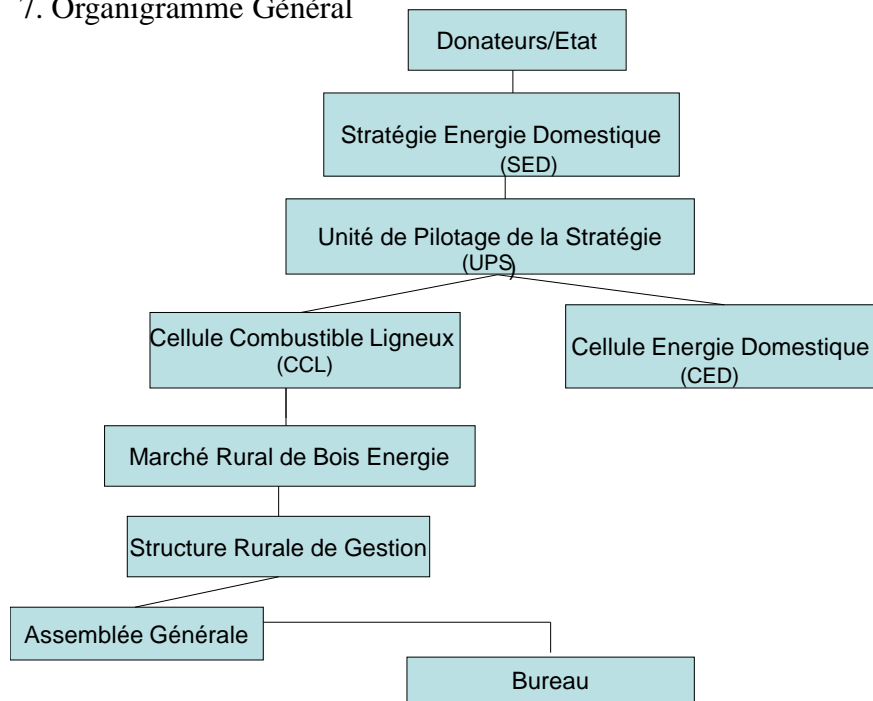 7. Organigramme Général
Donateurs/Etat
Stratégie Energie Domestique
(SED)
Unité de Pilotage de la Stratégie
(UPS)
Cellule Combustible Ligneux
(CCL)
Cellule Energie Domestique
(CED)
Marché Rural de Bois Energie
Structure Rurale de Gestion
Assemblée Générale
Bureau